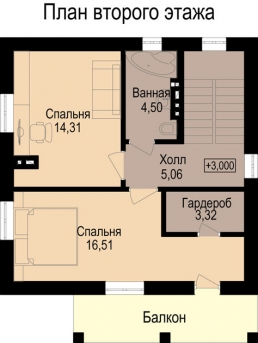 План второго этажа
Ванная
4,50
Спальня
14,31
Холл
5,06
+3,000
Гардероб
3,32
Спальня
16,51
Балкон